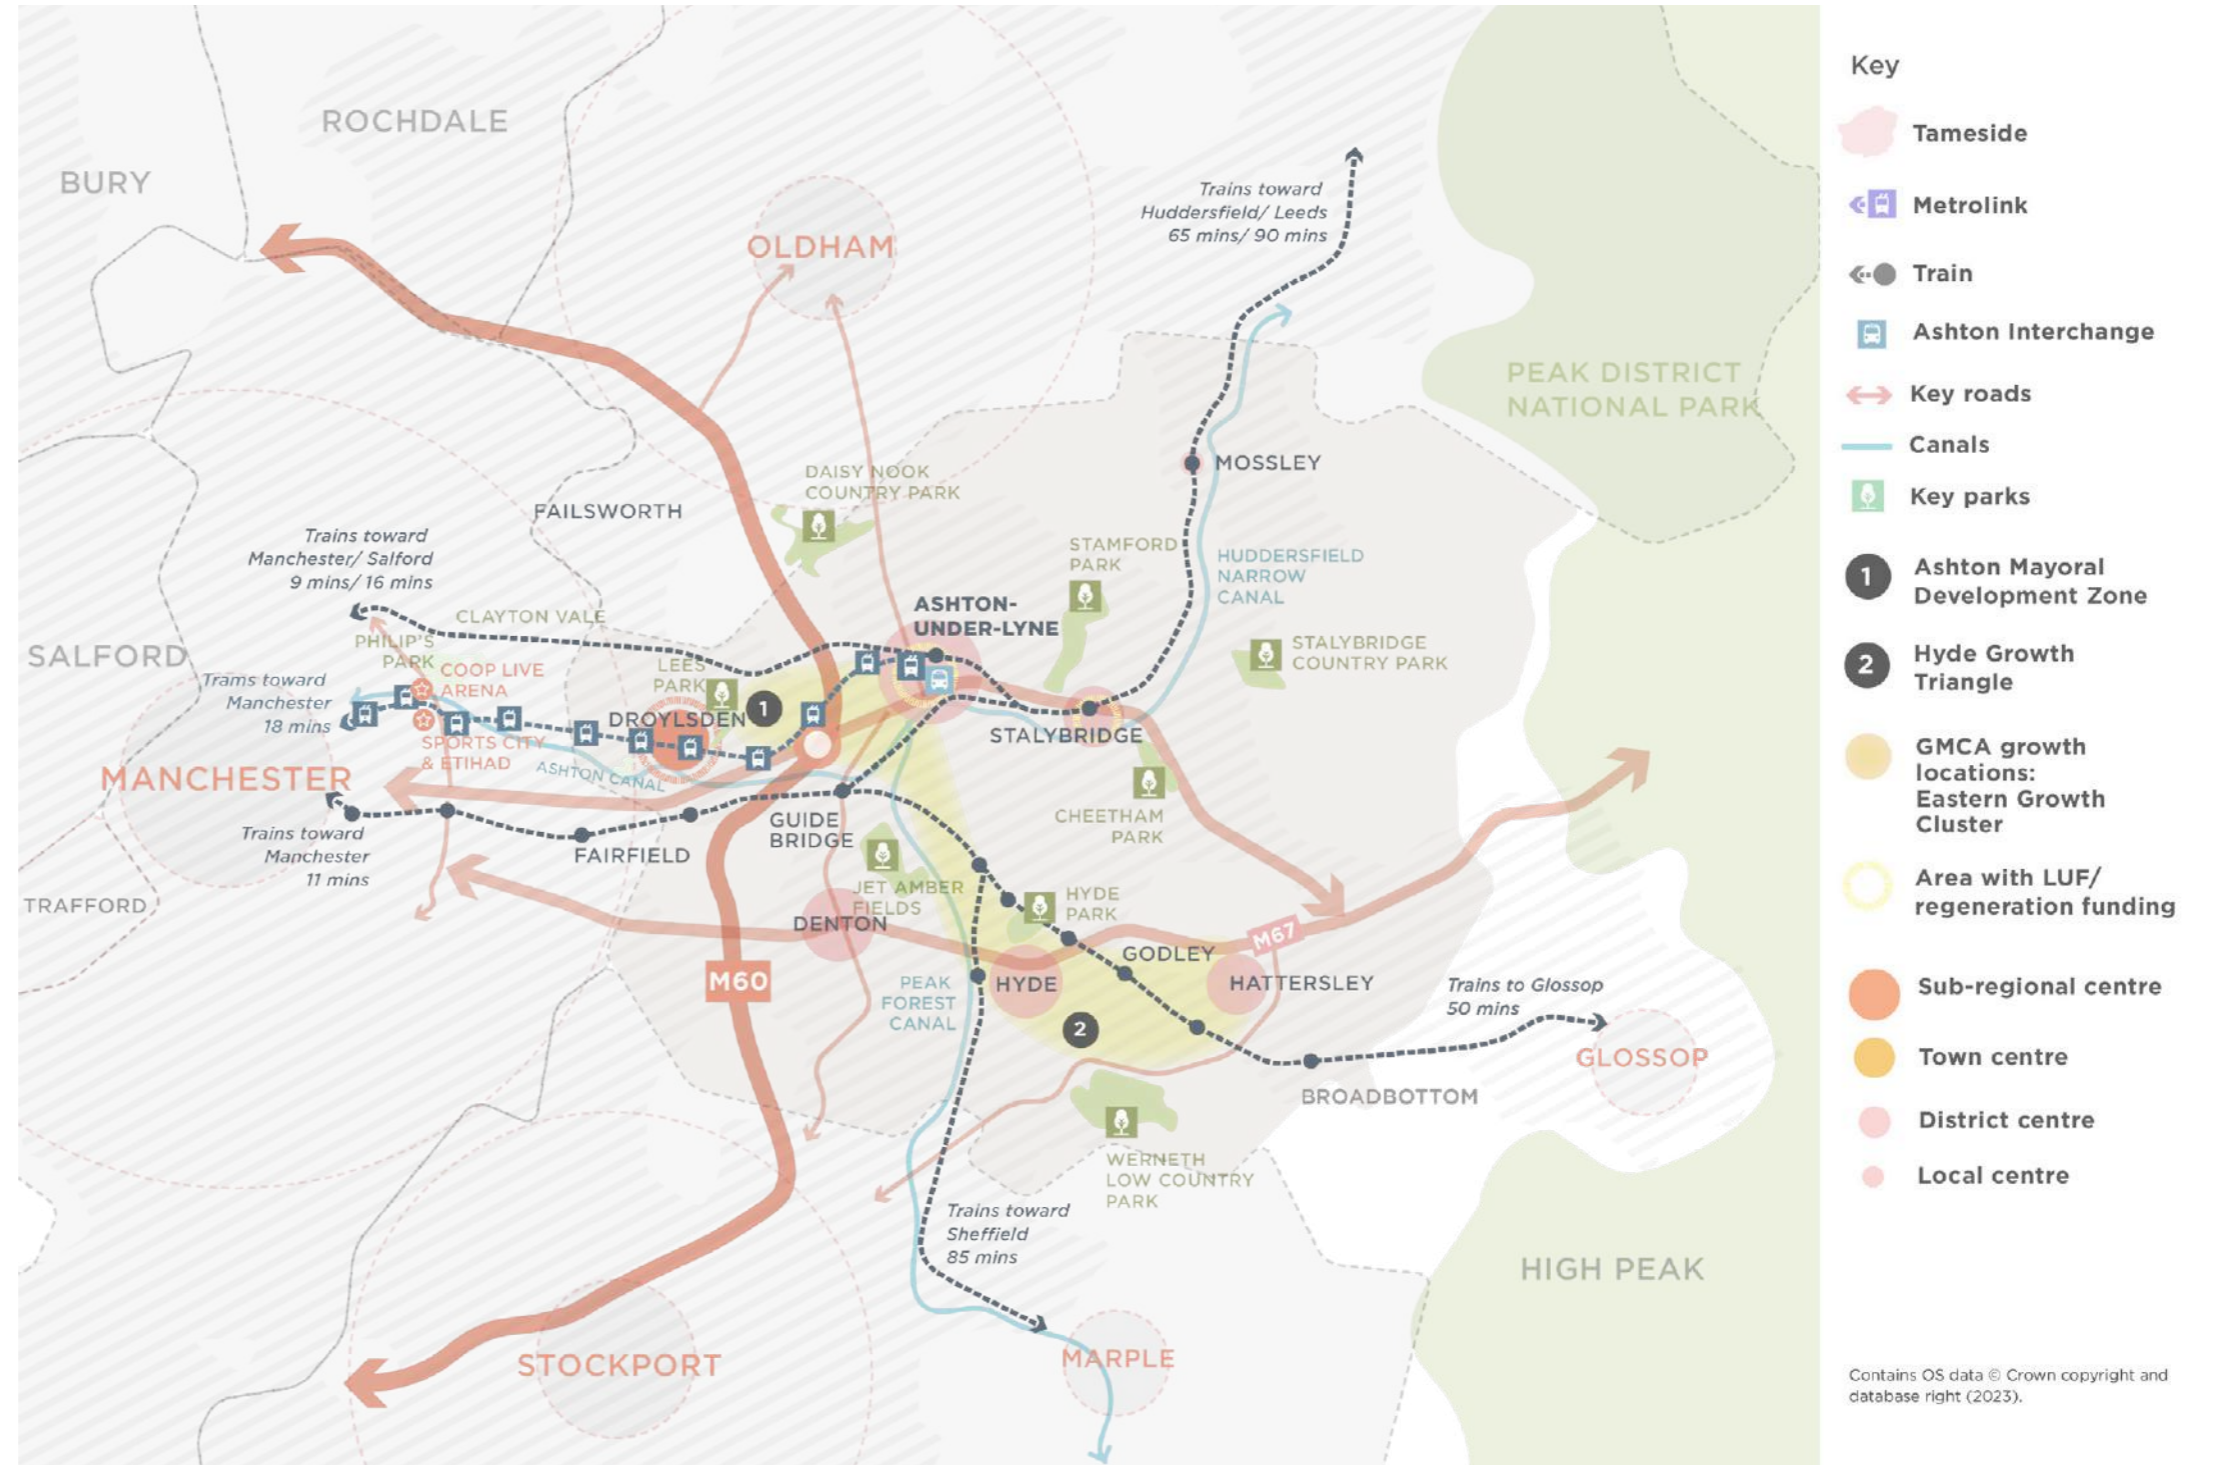 ROCHDALE
BURY
OLDHAM
Trains toward
Huddersfield/ Leeds
65 mins/ 90 mins
PEAK DISTRICT
NATIONAL PARK
MOSSLEY
DAISY NOOK
COUNTRY PARK
FAILSWORTH
Trains toward
Manchester/ Salford
9 mins/ 16 mins
STAMFORD
PARK
HUDDERSFIELD
NARROW
CANAL
CLAYTON VALE
ASHTON-
UNDER-LYNE
STALYBRIDGE
COUNTRY PARK
SALFORD
PHILIP'S
PARK
COOP LIVE
ARENA
LEES
PARK
Trams toward
Manchester
18 mins
1
DROYLSDEN
STALYBRIDGE
SPORTS CITY
& ETIHAD
ASHTON CANAL
MANCHESTER
Trains toward
Manchester
11 mins
FAIRFIELD
GUIDE
BRIDGE
CHEETHAM
PARK
JET AMBER
FIELDS
HYDE
PARK
TRAFFORD
DENTON
M67
GODLEY
M60
PEAK
FOREST
CANAL
HYDE
HATTERSLEY
Trains to Glossop
50 mins
2
GLOSSOP
BROADBOTTOM
WERNETH
LOW COUNTRY
PARK
Trains toward
Sheffield
85 mins
HIGH PEAK
STOCKPORT
MARPLE
Key
Tameside
Metrolink
Train
Ashton Interchange
Key roads
Canals
Key parks
1
Ashton Mayoral
Development Zone
2
Hyde Growth
Triangle
GMCA growth
locations:
Eastern Growth
Cluster
Area with LUF/
regeneration funding
Sub-regional centre
Town centre
District centre
Local centre
Contains OS data © Crown copyright and
database right (2023).